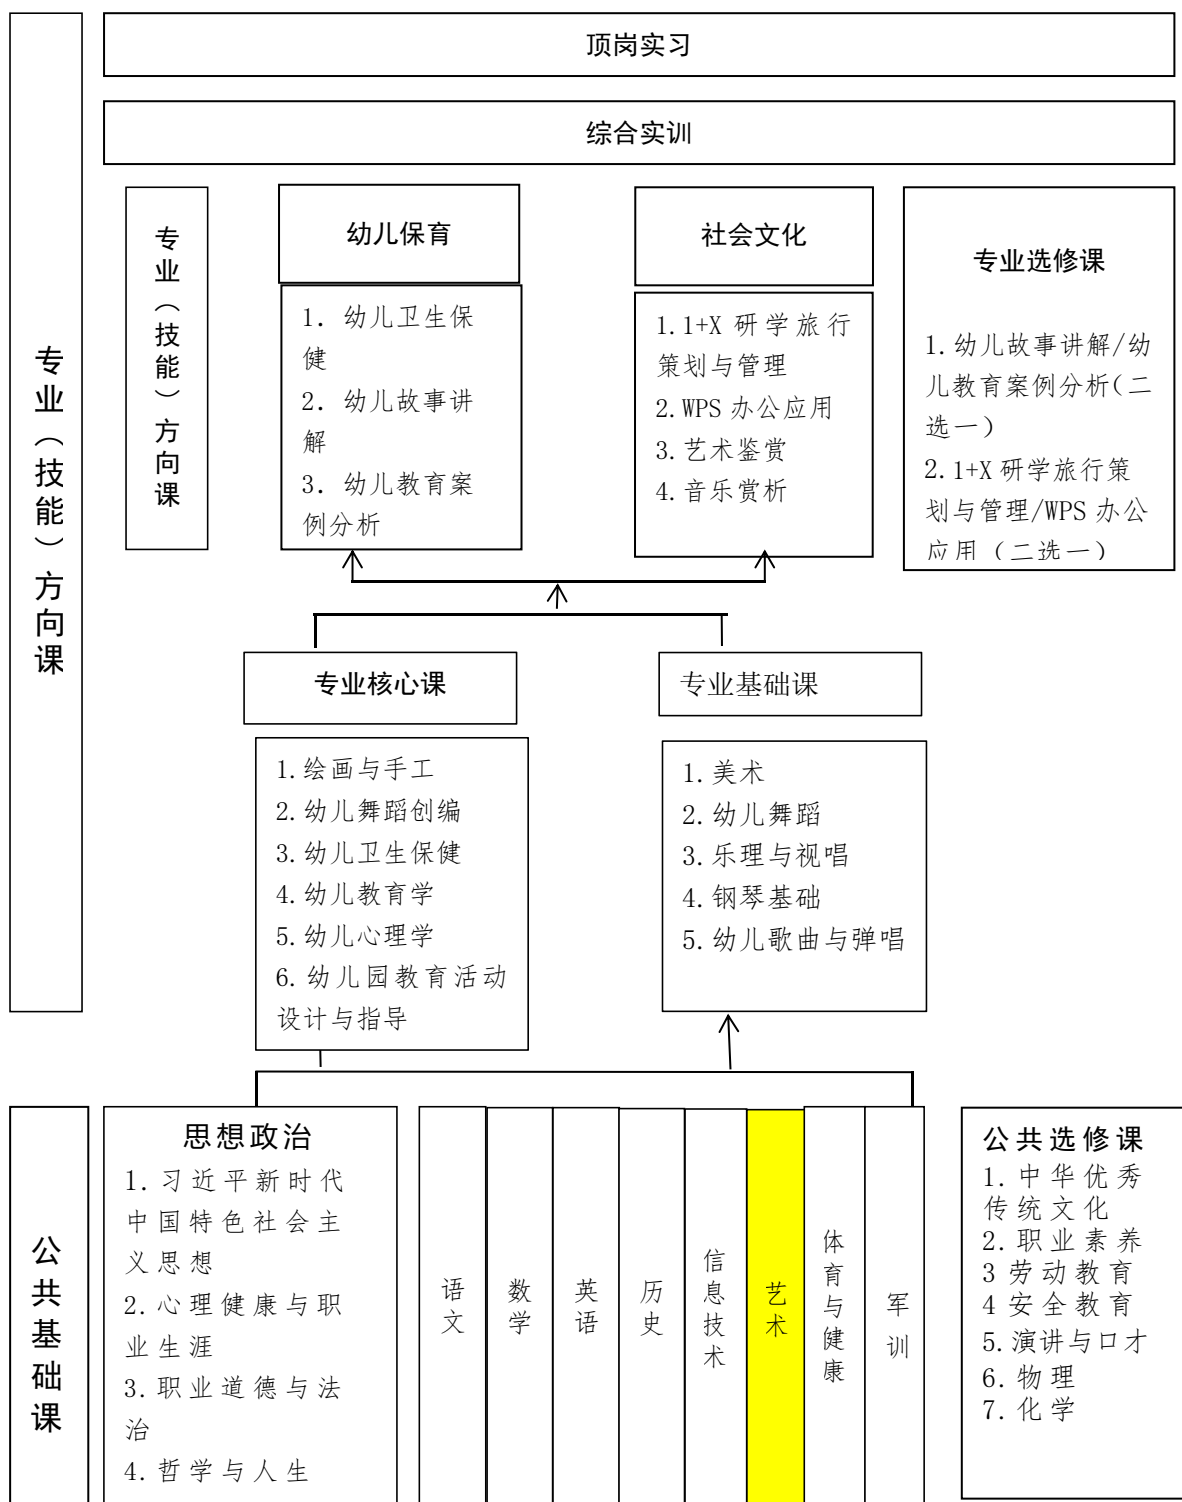 顶岗实习
综合实训
专业（技能）方向课
专业（技能）方向课
幼儿保育
1. 幼儿卫生保
健
2. 幼儿故事讲
解
3. 幼儿教育案
例分析
社会文化
1.1+X 研学旅行
策划与管理
2.WPS 办公应用
3.艺术鉴赏
4.音乐赏析
专业选修课
1.幼儿故事讲解/幼
儿教育案例分析(二
选一)
2.1+X 研学旅行策
划与管理/WPS 办公
应用（二选一）
专业核心课
1.绘画与手工
2.幼儿舞蹈创编
3.幼儿卫生保健
4.幼儿教育学
5.幼儿心理学
6.幼儿园教育活动
设计与指导
专业基础课
1.美术
2.幼儿舞蹈
3.乐理与视唱
4.钢琴基础
5.幼儿歌曲与弹唱
公共基础课
思想政治
1.习近平新时代
中国特色社会主
义思想
2.心理健康与职
业生涯
3.职业道德与法
治
4.哲学与人生
语文
数学
英语
历史
信息技术
艺术
体育与健康
军训
公共选修课
1.中华优秀
传统文化
2.职业素养
3 劳动教育
4 安全教育
5.演讲与口才
6.物理
7.化学